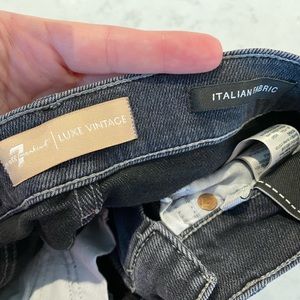 7
for all
mankind
LUXE VINTAGE
ITALIAN FABRIC